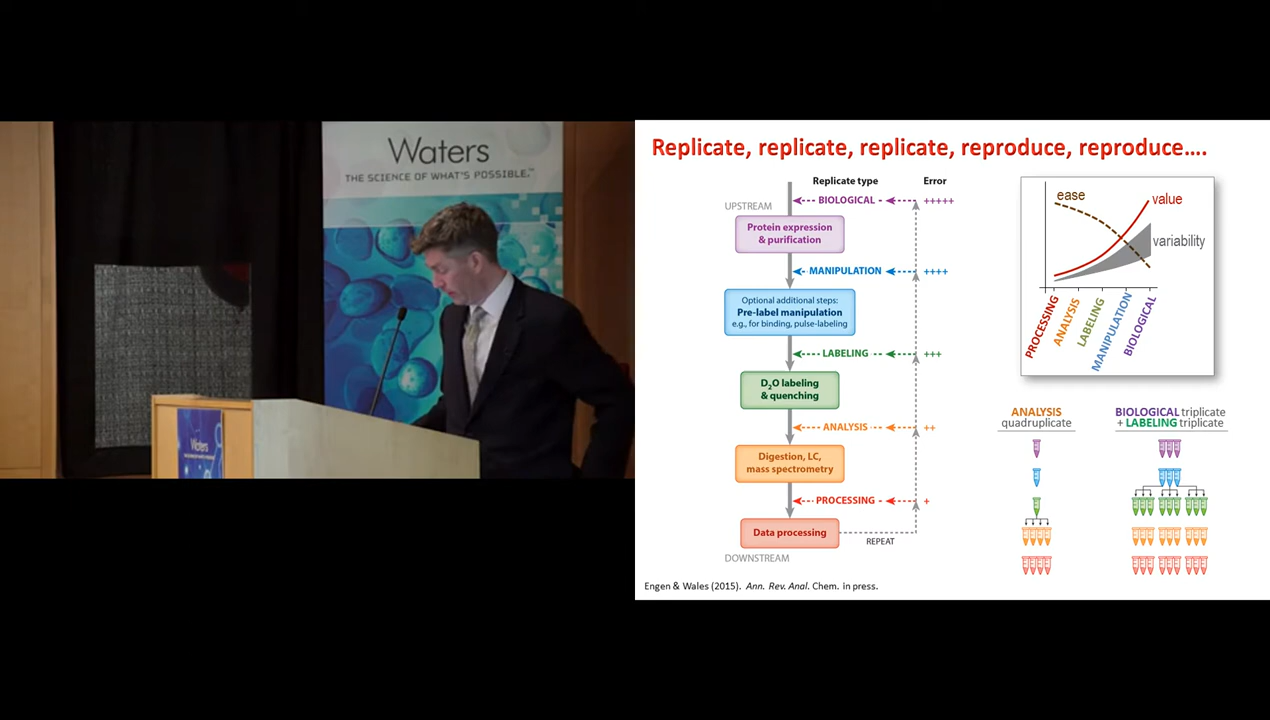 Waters
THE SCIENCE OF WHAT'S POSSIBLE.™
Waters
Replicate, replicate, replicate, reproduce, reproduce….
Replicate type
Error
UPSTREAM
BIOLOGICAL
+++++
Protein expression
& purification
MANIPULATION
++++
Optional additional steps:
Pre-label manipulation
e.g., for binding, pulse-labeling
LABELING
+++
D₂O labeling
& quenching
ANALYSIS
++
Digestion, LC,
mass spectrometry
PROCESSING
+
Data processing
REPEAT
DOWNSTREAM
Engen & Wales (2015). Ann. Rev. Anal. Chem. in press.
ease
value
variability
PROCESSING
ANALYSIS
LABELING
MANIPULATION
BIOLOGICAL
ANALYSIS
quadruplicate
BIOLOGICAL triplicate
+ LABELING triplicate